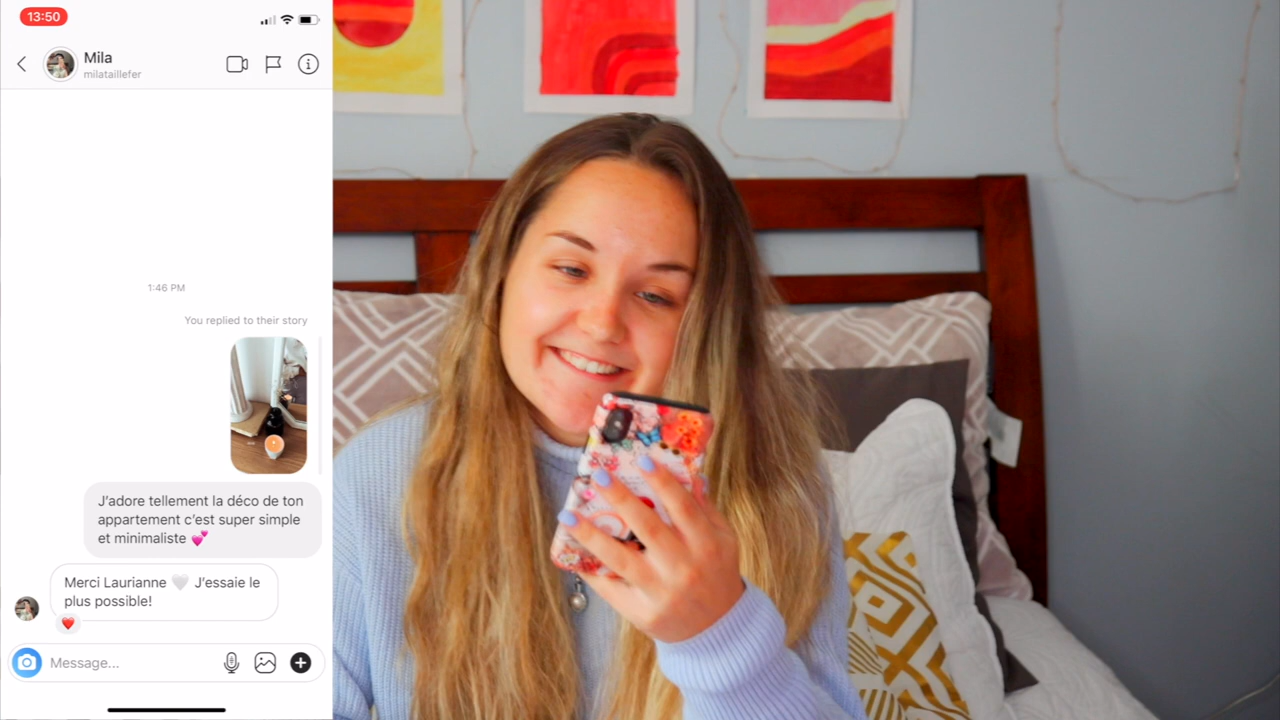 13:50
Mila
milataillefer
1:46 PM
You replied to their story
J'adore tellement la déco de ton
appartement c'est super simple
et minimaliste 💕
Merci Laurianne 🤍 J'essaie le
plus possible!
❤️
Message...